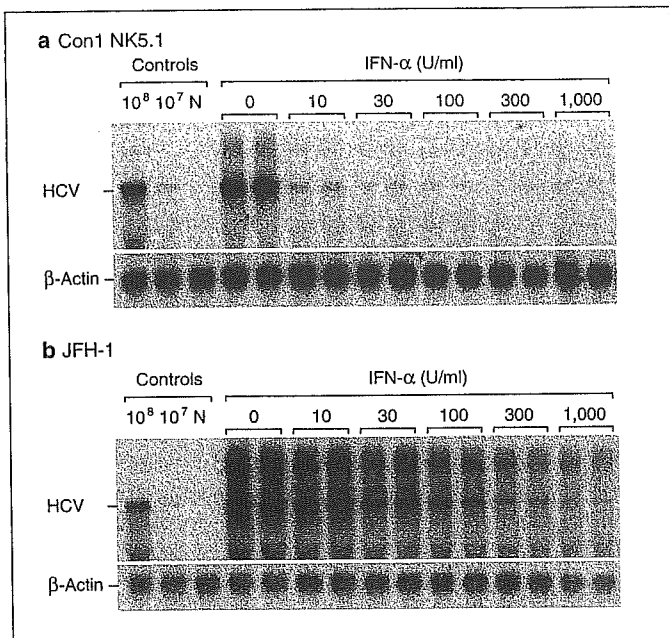 a Con1 NK5.1
Controls IFN-α (U/ml)
10⁸ 10⁷ N 0 10 30 100 300 1,000
HCV
β-Actin
b JFH-1
Controls IFN-α (U/ml)
10⁸ 10⁷ N 0 10 30 100 300 1,000
HCV
β-Actin